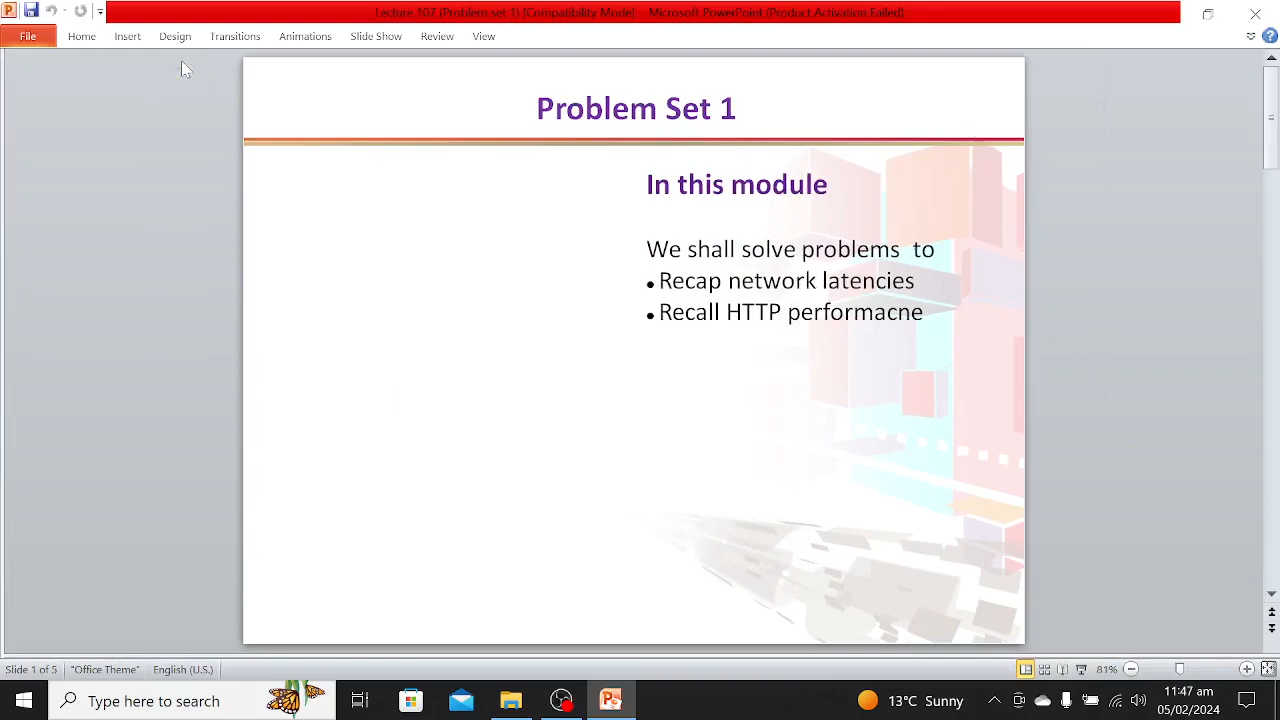 Lecture 107 (Problem set 1) [Compatibility Mode] - Microsoft PowerPoint (Product Activation Failed)
File Home Insert Design Transitions Animations Slide Show Review View
Problem Set 1
In this module
We shall solve problems to
• Recap network latencies
• Recall HTTP performacne
Slide 1 of 5 "Office Theme" English (U.S.) 81%
Type here to search
13°C Sunny
11:47 am
05/02/2024